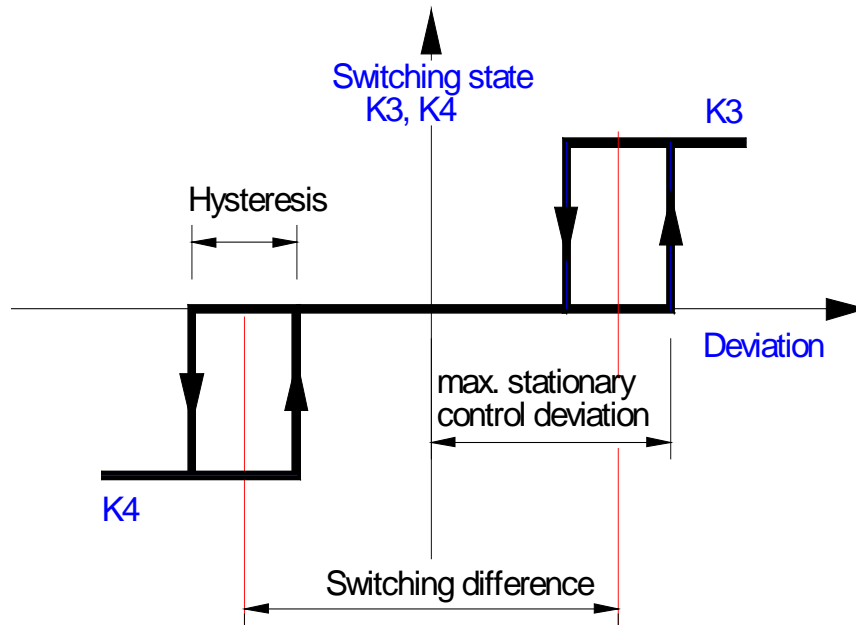 Switching state
K3, K4
K3
Hysteresis
Deviation
max. stationary
control deviation
K4
Switching difference